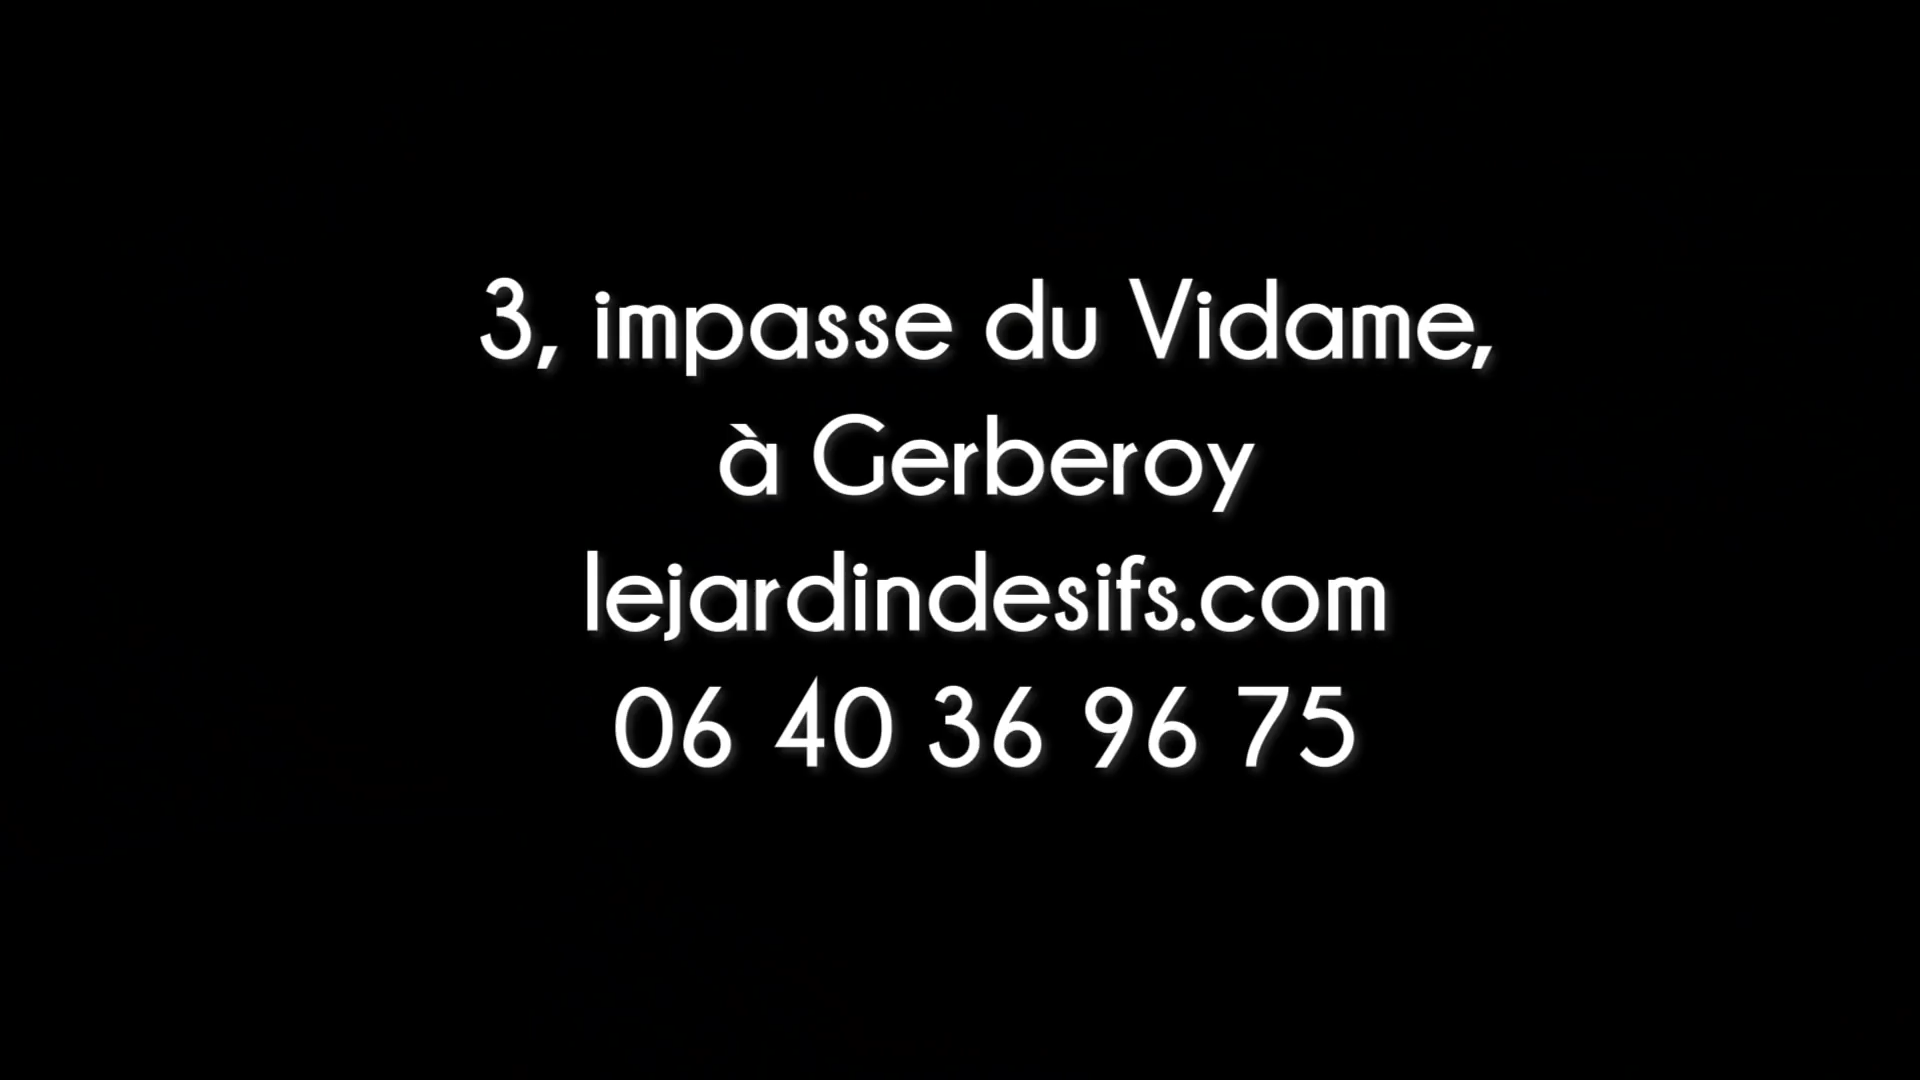 3, impasse du Vidame,
à Gerberoy
lejardindesifs.com
06 40 36 96 75